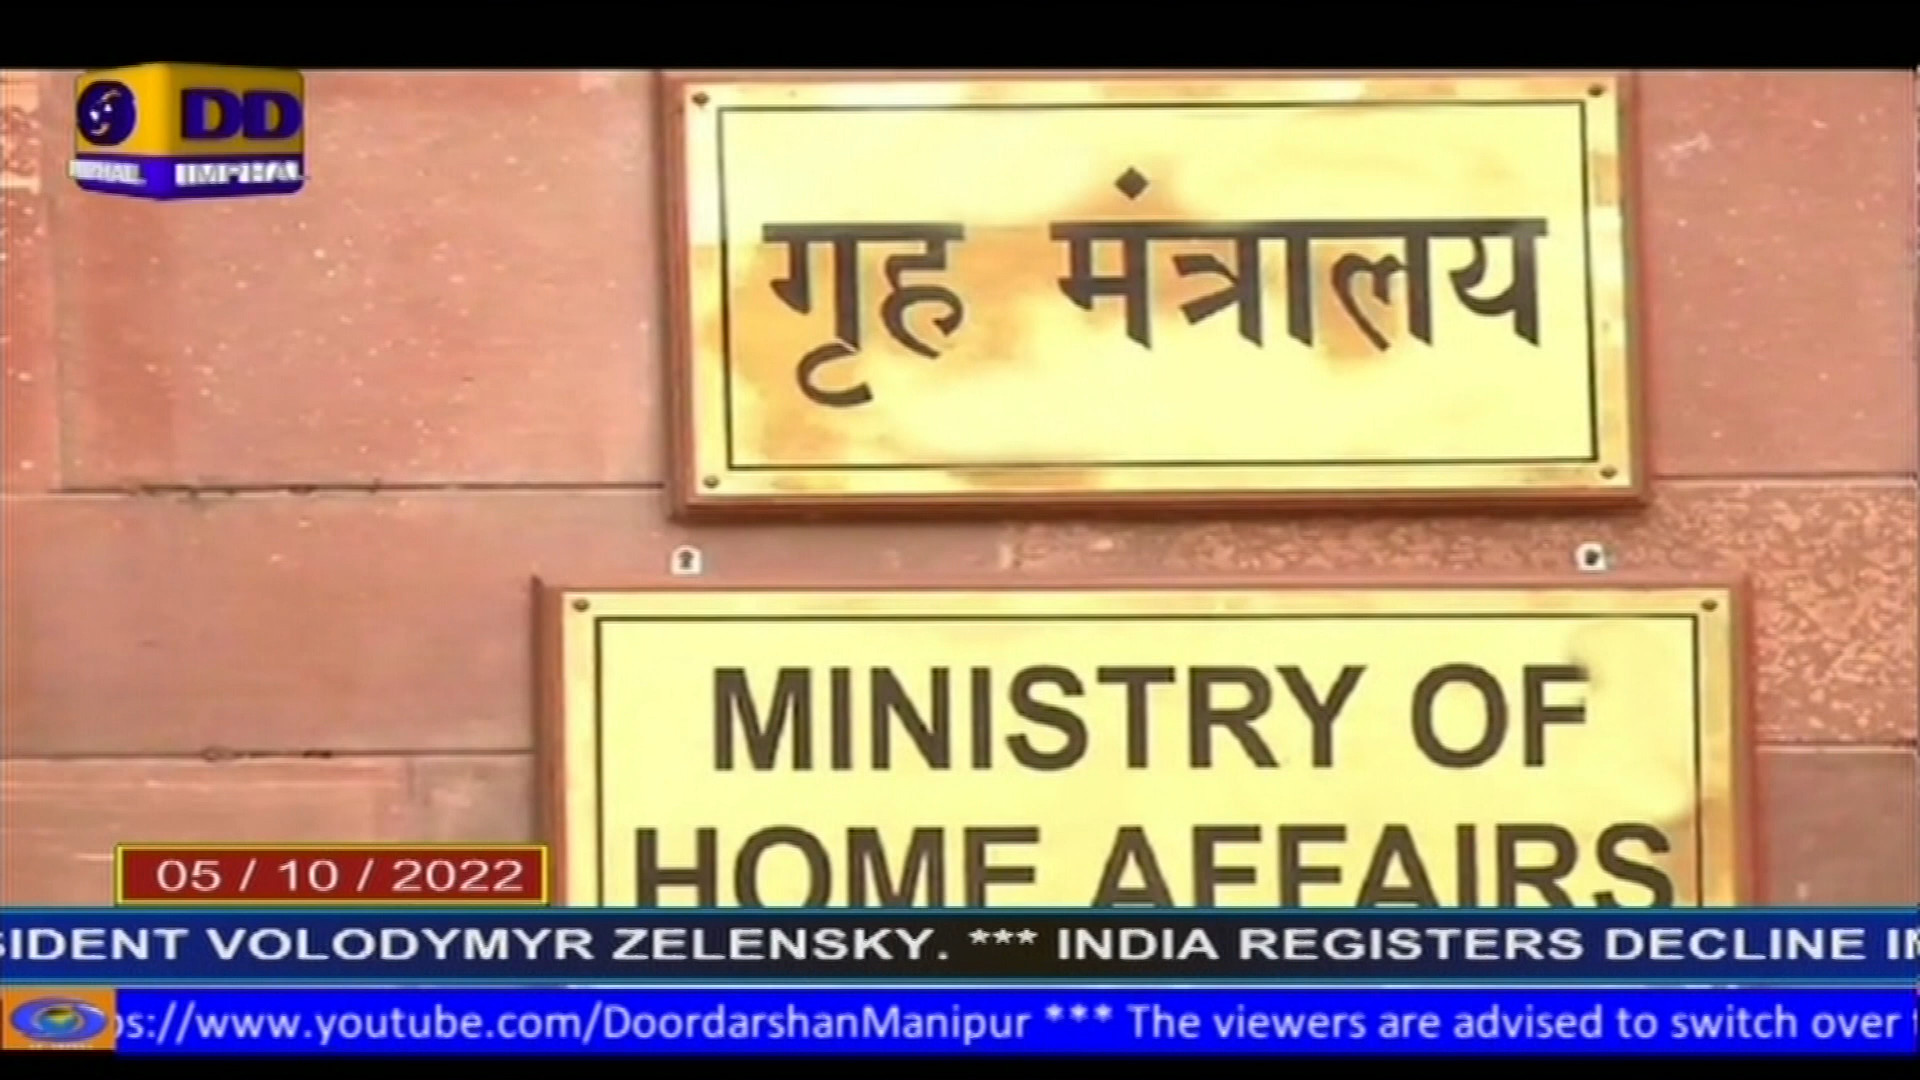 DD
IMPHAL
गृह मंत्रालय
MINISTRY OF
HOME AFFAIRS
05 / 10 / 2022
SIDENT VOLODYMYR ZELENSKY. *** INDIA REGISTERS DECLINE
ps://www.youtube.com/DoordarshanManipur *** The viewers are advised to switch over